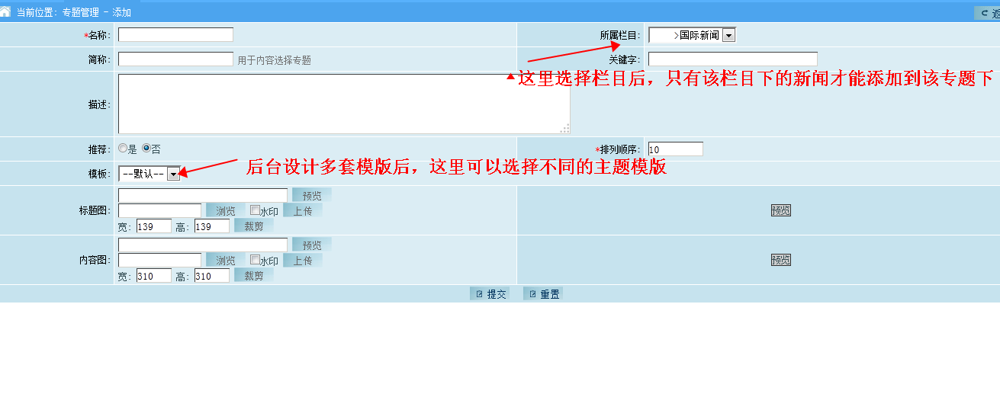 当前位置: 专题管理 - 添加
*名称:
所属栏目: >国际新闻
简称: 用于内容选择专题
关键字:
这里选择栏目后，只有该栏目下的新闻才能添加到该专题下
描述:
推荐: 是 否
*排列顺序: 10
模板: --默认--
后台设计多套模版后，这里可以选择不同的主题模版
标题图: 预览
浏览 水印 上传
宽: 139 高: 139 裁剪
预览
内容图: 预览
浏览 水印 上传
宽: 310 高: 310 裁剪
预览
提交 重置